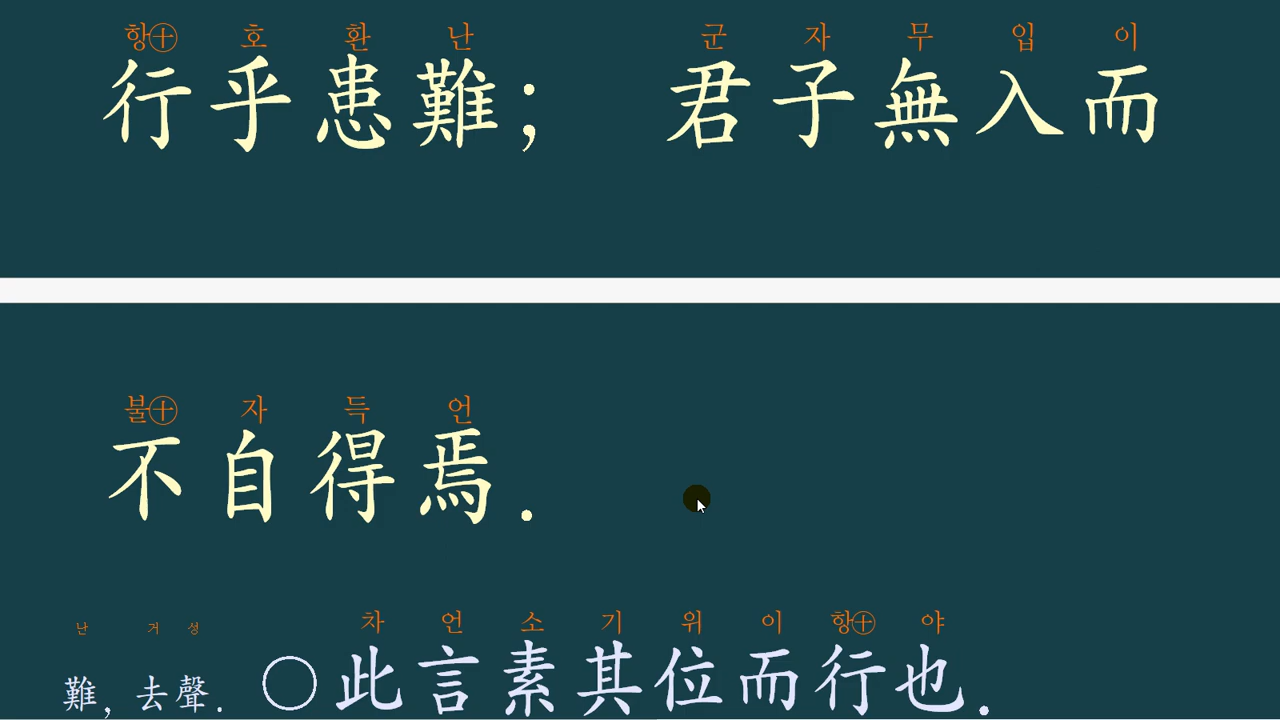 항㊉ 호 환 난 군 자 무 입 이
行乎患難; 君子無入而
불㊉ 자 득 언
不自得焉.
난 거 성 차 언 소 기 위 이 항㊉ 야
難, 去聲. ○此言素其位而行也.